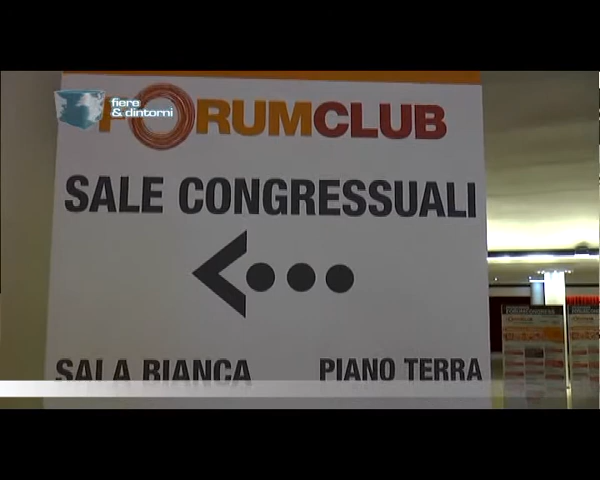 fiere
& dintorni
FORUMCLUB
SALE CONGRESSUALI
SALA BIANCA
PIANO TERRA